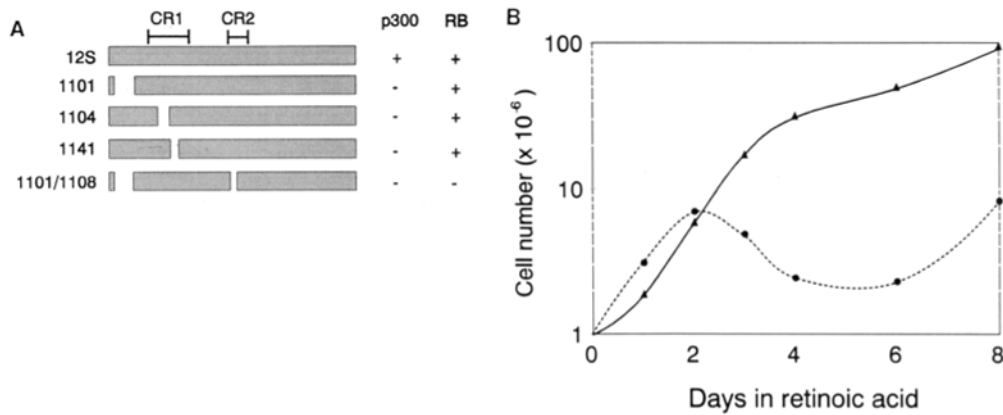 A
CR1 CR2 p300 RB
12S + +
1101 - +
1104 - +
1141 - +
1101/1108 - -
B
Cell number (x 10⁻⁶)
100
10
1
0 2 4 6 8
Days in retinoic acid